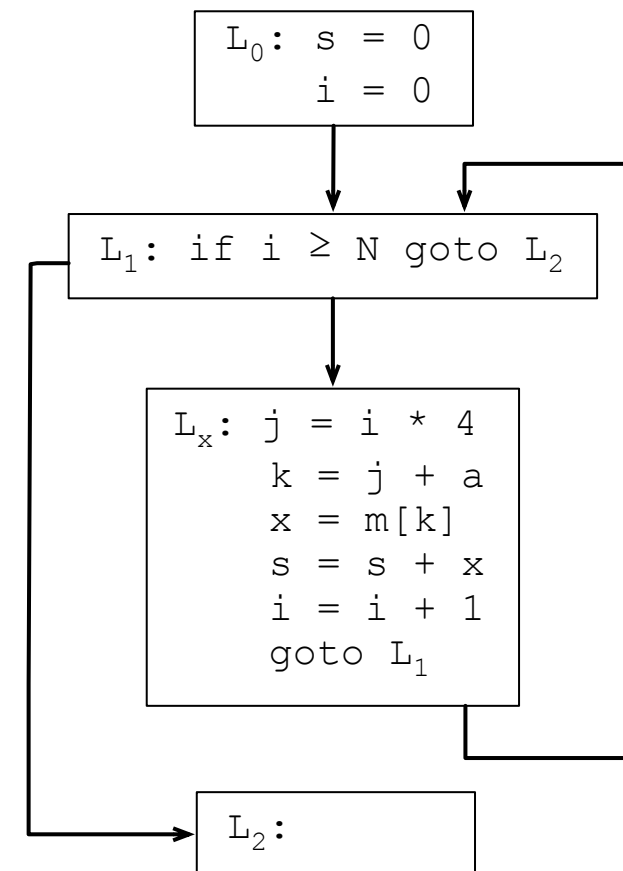 L₀: s = 0
i = 0
L₁: if i ≥ N goto L₂
Lₓ: j = i * 4
k = j + a
x = m[k]
s = s + x
i = i + 1
goto L₁
L₂: